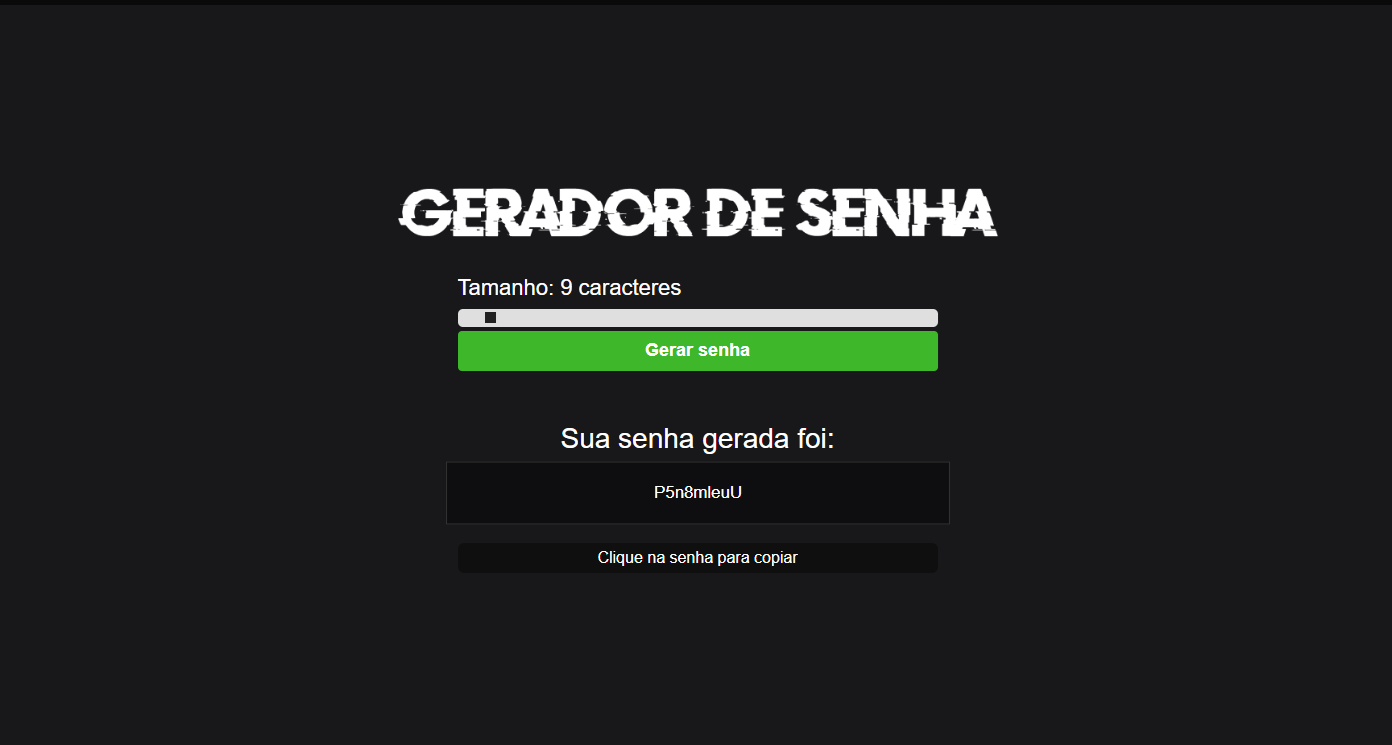 GERADOR DE SENHA
Tamanho: 9 caracteres
Gerar senha
Sua senha gerada foi:
P5n8mleuU
Clique na senha para copiar